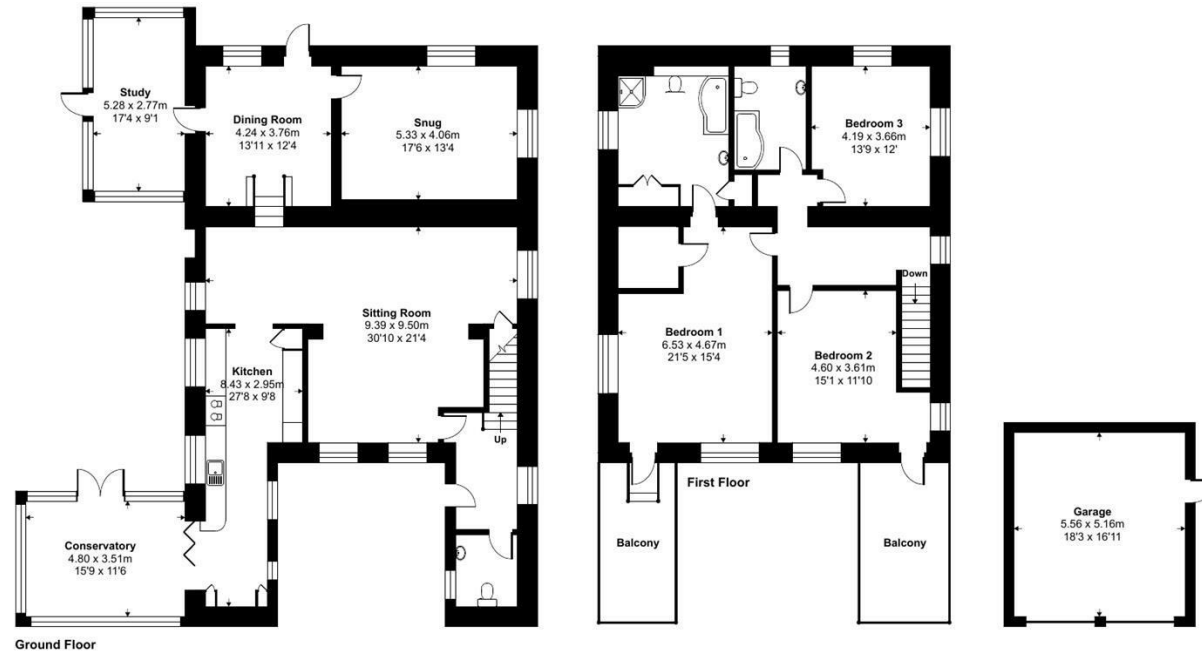 Study
5.28 x 2.77m
17'4 x 9'1
Dining Room
4.24 x 3.76m
13'11 x 12'4
Snug
5.33 x 4.06m
17'6 x 13'4
Sitting Room
9.39 x 9.50m
30'10 x 21'4
Kitchen
8.43 x 2.95m
27'8 x 9'8
Up
Conservatory
4.80 x 3.51m
15'9 x 11'6
Ground Floor
Bedroom 3
4.19 x 3.66m
13'9 x 12'
Down
Bedroom 1
6.53 x 4.67m
21'5 x 15'4
Bedroom 2
4.60 x 3.61m
15'1 x 11'10
First Floor
Balcony
Balcony
Garage
5.56 x 5.16m
18'3 x 16'11